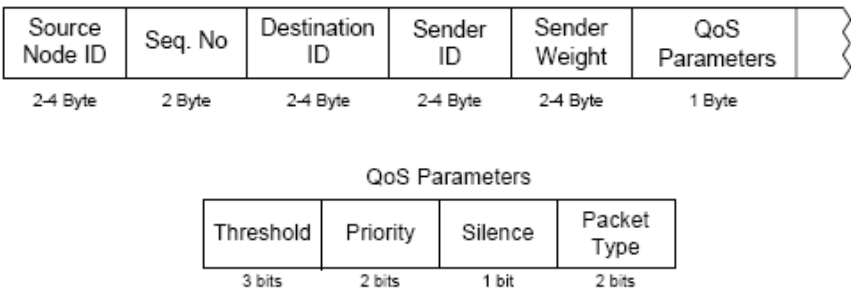 Source Node ID
Seq. No
Destination ID
Sender ID
Sender Weight
QoS Parameters
2-4 Byte
2 Byte
2-4 Byte
2-4 Byte
2-4 Byte
1 Byte
QoS Parameters
Threshold
Priority
Silence
Packet Type
3 bits
2 bits
1 bit
2 bits